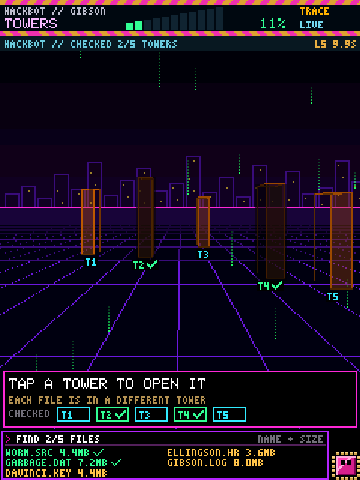 HACKBOT // GIBSON
TOWERS
11%
TRACE
LIVE
HACKBOT // CHECKED 2/5 TOWERS
LS 9.9S
T1
T2 ✓
T3
T4 ✓
T5
TAP A TOWER TO OPEN IT
EACH FILE IS IN A DIFFERENT TOWER
CHECKED T1 T2 ✓ T3 T4 ✓ T5
> FIND 2/5 FILES NAME + SIZE
WORM.SRC 4.4MB ✓ ELLINGSON.HR 3.6MB
GARBAGE.DAT 7.2MB ✓ GIBSON.LOG 8.0MB
DAVINCI.KEY 4.4MB